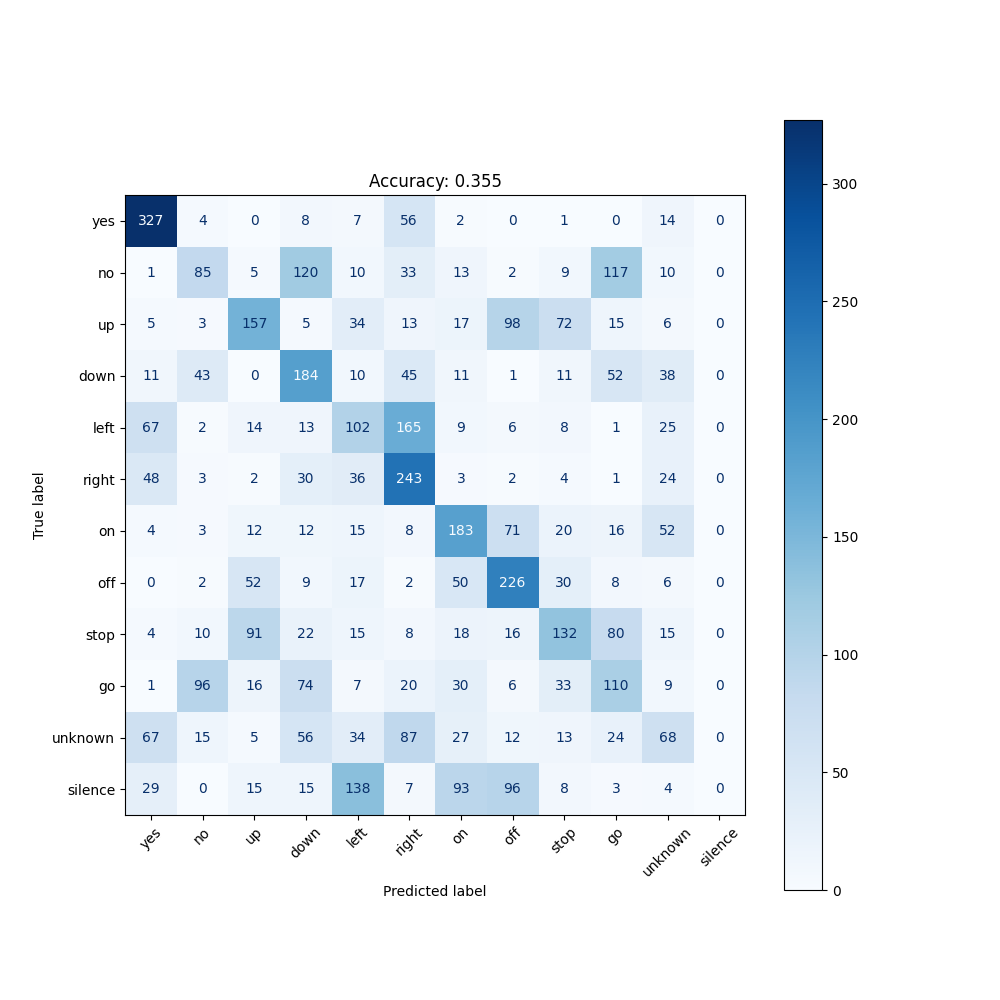 Accuracy: 0.355
yes 327 4 0 8 7 56 2 0 1 0 14 0
no 1 85 5 120 10 33 13 2 9 117 10 0
up 5 3 157 5 34 13 17 98 72 15 6 0
down 11 43 0 184 10 45 11 1 11 52 38 0
left 67 2 14 13 102 165 9 6 8 1 25 0
right 48 3 2 30 36 243 3 2 4 1 24 0
on 4 3 12 12 15 8 183 71 20 16 52 0
off 0 2 52 9 17 2 50 226 30 8 6 0
stop 4 10 91 22 15 8 18 16 132 80 15 0
go 1 96 16 74 7 20 30 6 33 110 9 0
unknown 67 15 5 56 34 87 27 12 13 24 68 0
silence 29 0 15 15 138 7 93 96 8 3 4 0
yes no up down left right on off stop go unknown silence
Predicted label
True label
300
250
200
150
100
50
0